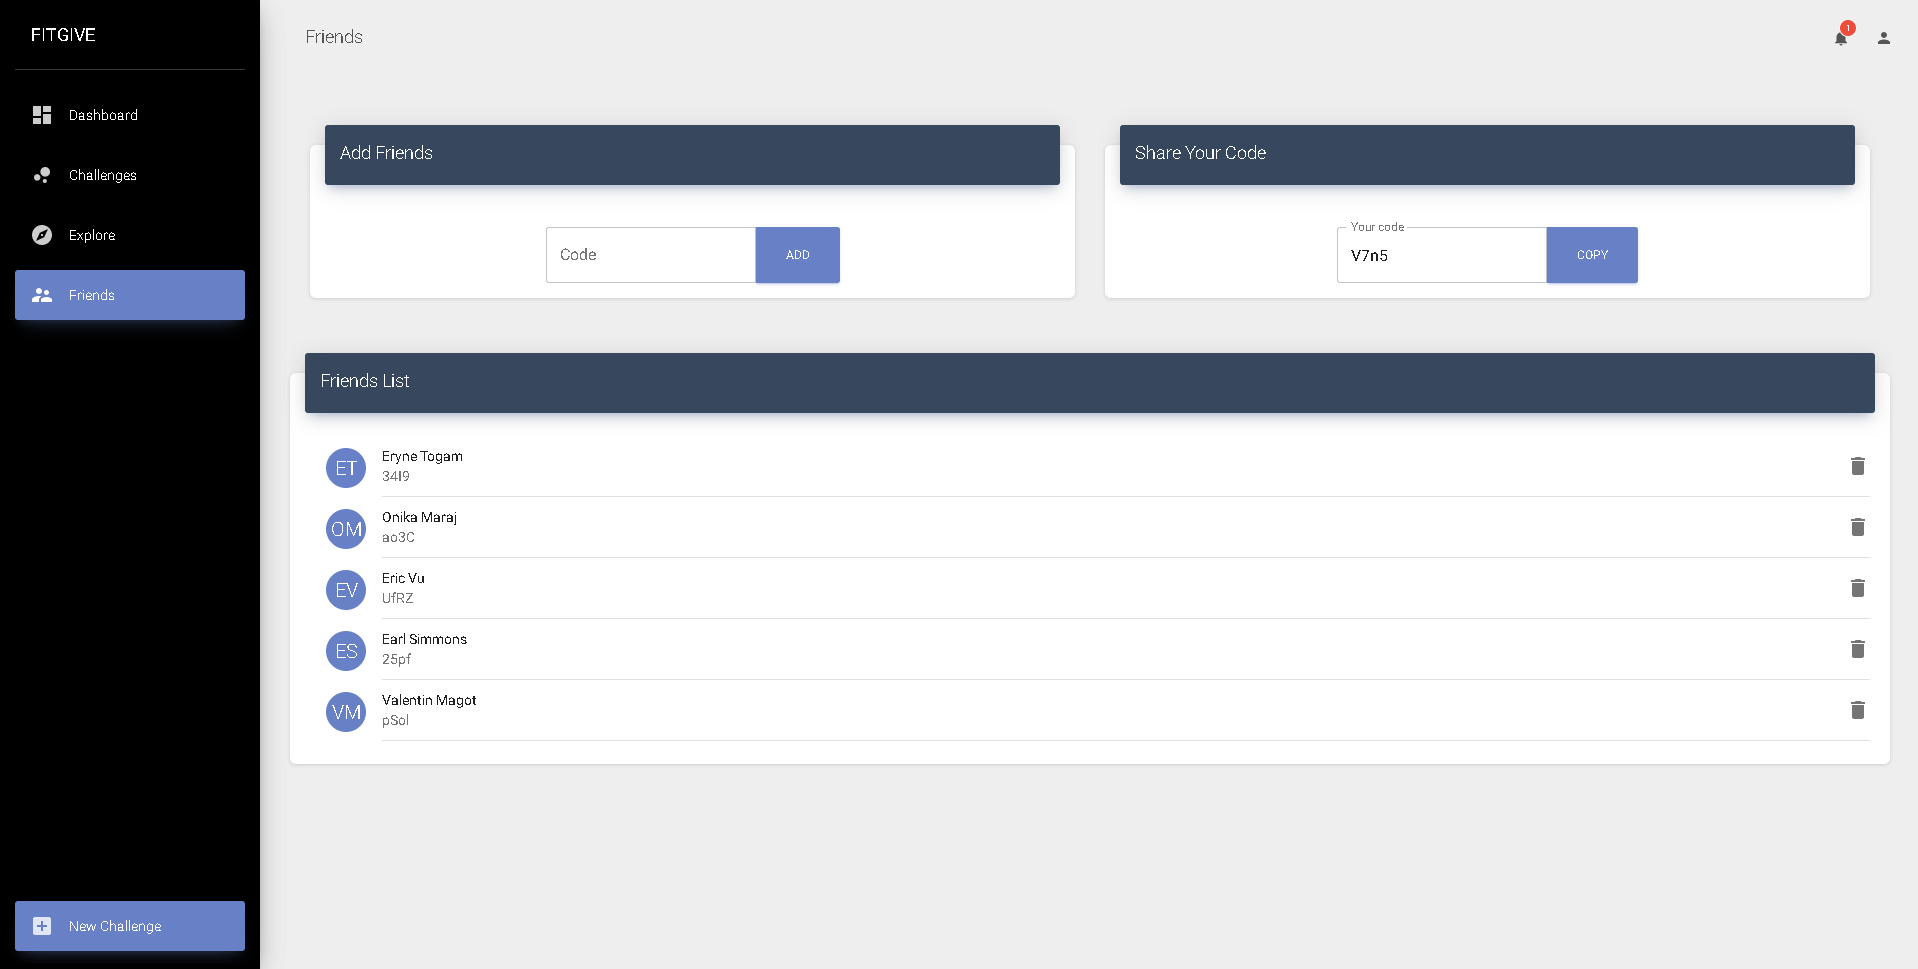 FITGIVE
Dashboard
Challenges
Explore
Friends
New Challenge
Friends
1
Add Friends
Code
ADD
Share Your Code
Your code
V7n5
COPY
Friends List
ET
Eryne Togam
34I9
OM
Onika Maraj
ao3C
EV
Eric Vu
UfRZ
ES
Earl Simmons
25pf
VM
Valentin Magot
pSol